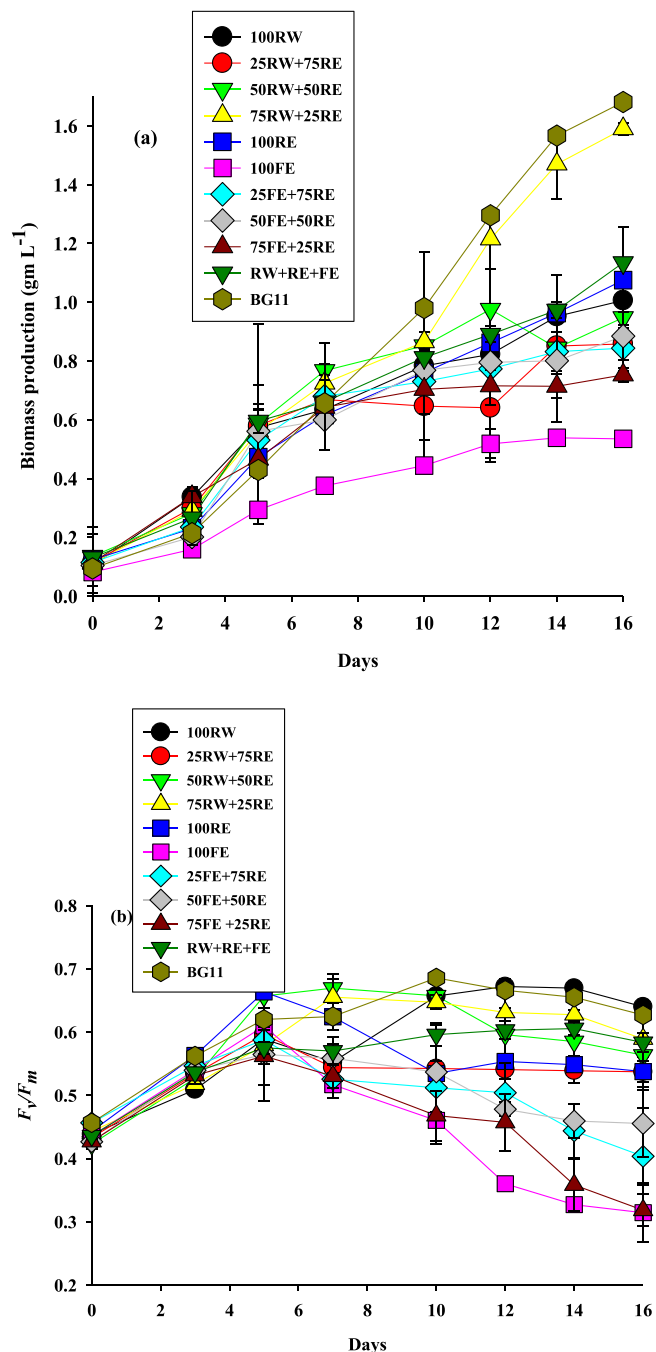 100RW
25RW+75RE
50RW+50RE
75RW+25RE
100RE
100FE
25FE+75RE
50FE+50RE
75FE+25RE
RW+RE+FE
BG11
(a)
Biomass production (gm L-1)
1.6
1.4
1.2
1.0
0.8
0.6
0.4
0.2
0.0
0 2 4 6 8 10 12 14 16
Days
100RW
25RW+75RE
50RW+50RE
75RW+25RE
100RE
100FE
25FE+75RE
50FE+50RE
75FE +25RE
RW+RE+FE
BG11
(b)
Fv/Fm
0.8
0.7
0.6
0.5
0.4
0.3
0.2
0 2 4 6 8 10 12 14 16
Days